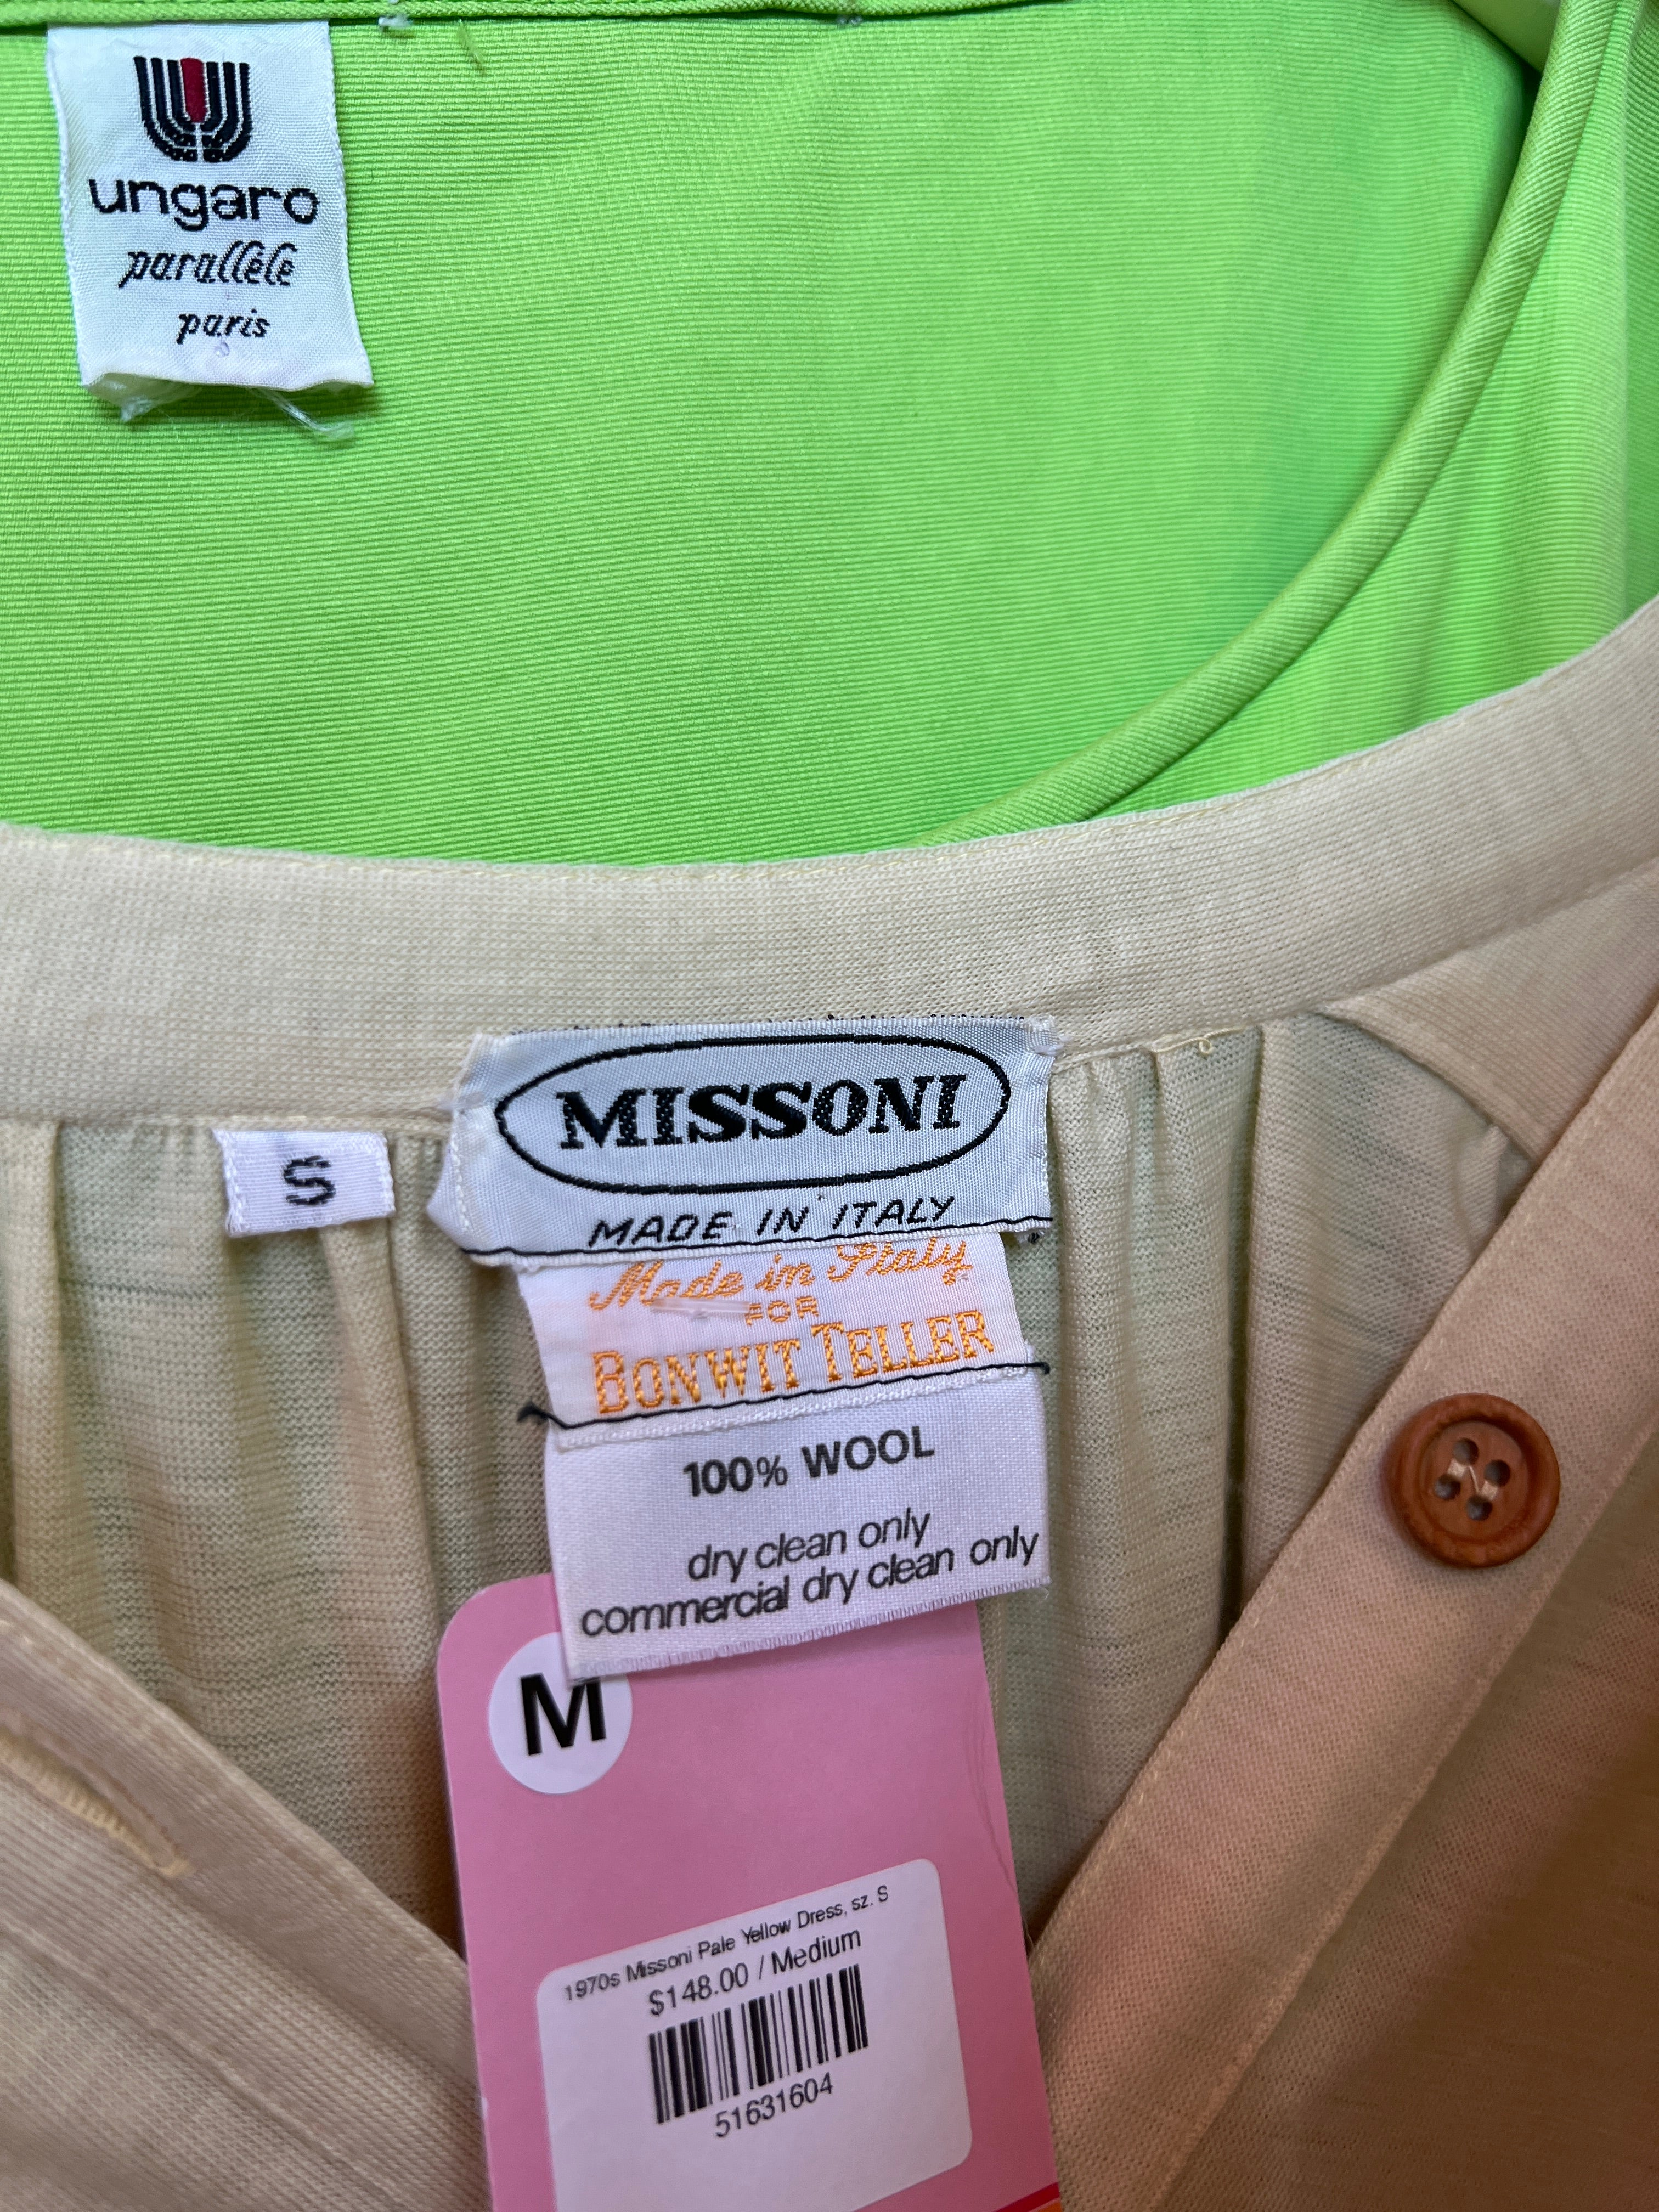 ungaro
parallèle
paris
MISSONI
MADE IN ITALY
S
Made in Italy
FOR
BONWIT TELLER
100% WOOL
dry clean only
commercial dry clean only
M
1970s Missoni Pale Yellow Dress, sz. S
$148.00 / Medium
51631604